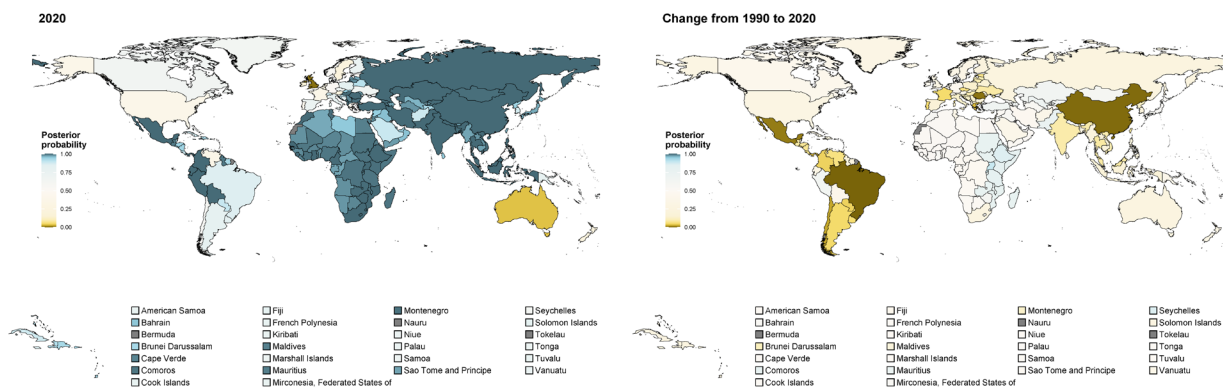 2020
Posterior
probability
1.00
0.75
0.50
0.25
0.00
American Samoa
Bahrain
Bermuda
Brunei Darussalam
Cape Verde
Comoros
Cook Islands
Fiji
French Polynesia
Kiribati
Maldives
Marshall Islands
Mauritius
Mirconesia, Federated States of
Montenegro
Nauru
Niue
Palau
Samoa
Sao Tome and Principe
Seychelles
Solomon Islands
Tokelau
Tonga
Tuvalu
Vanuatu
Change from 1990 to 2020
Posterior
probability
1.00
0.75
0.50
0.25
0.00
American Samoa
Bahrain
Bermuda
Brunei Darussalam
Cape Verde
Comoros
Cook Islands
Fiji
French Polynesia
Kiribati
Maldives
Marshall Islands
Mauritius
Mirconesia, Federated States of
Montenegro
Nauru
Niue
Palau
Samoa
Sao Tome and Principe
Seychelles
Solomon Islands
Tokelau
Tonga
Tuvalu
Vanuatu